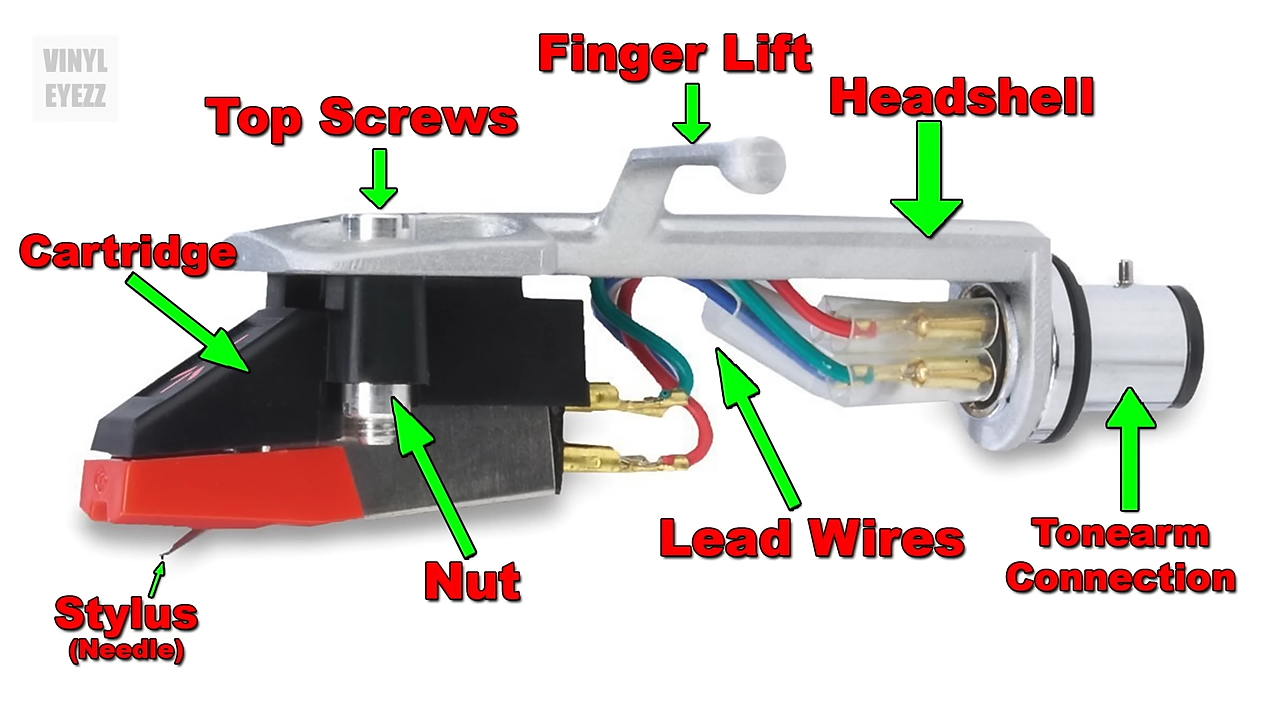 VINYL
EYEZZ
Finger Lift
Headshell
Top Screws
Cartridge
Lead Wires
Tonearm
Connection
Nut
Stylus
(Needle)